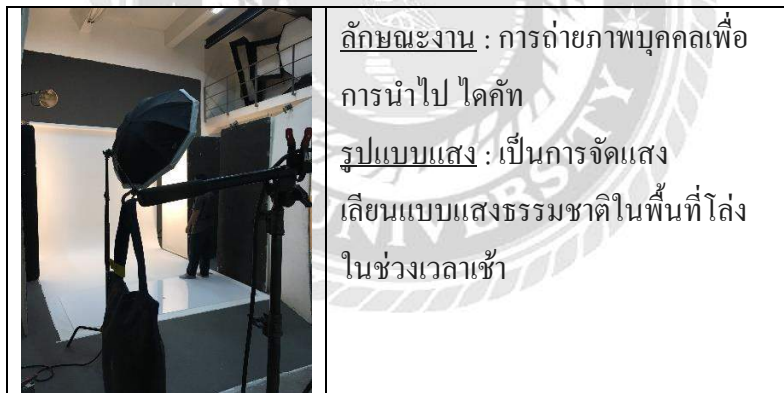 ลักษณะงาน : การถ่ายภาพบุคคลเพื่อ
การนำไป ไดคัท
รูปแบบแสง : เป็นการจัดแสง
เลียนแบบแสงธรรมชาติในพื้นที่โล่ง
ในช่วงเวลาเช้า
UNIVERSITY